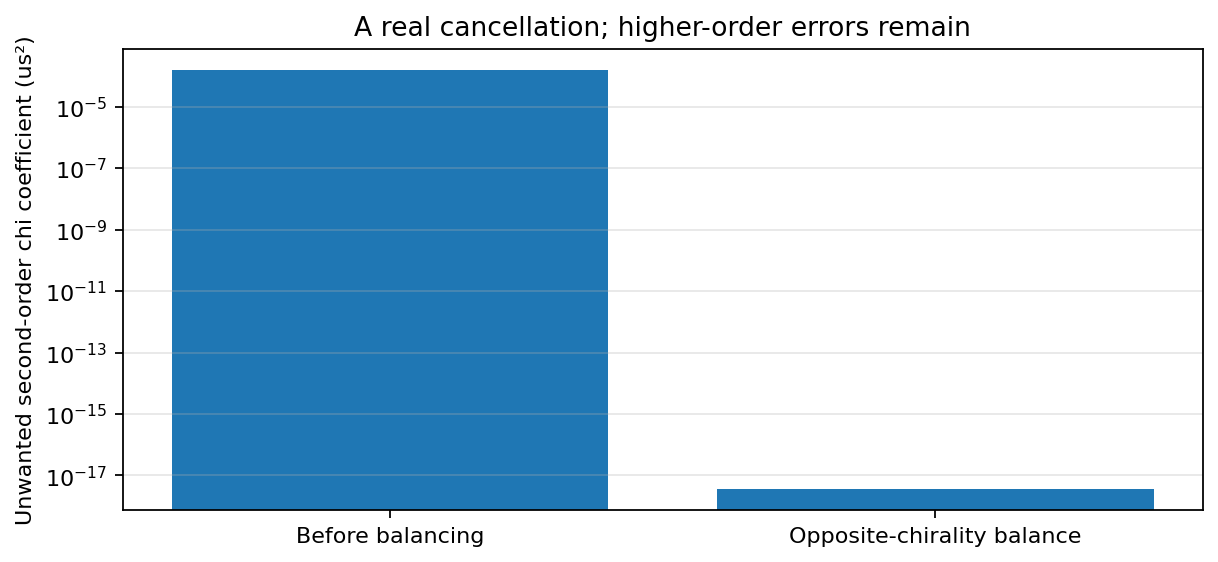 A real cancellation; higher-order errors remain
Unwanted second-order chi coefficient (us²)
10⁻⁵
10⁻⁷
10⁻⁹
10⁻¹¹
10⁻¹³
10⁻¹⁵
10⁻¹⁷
Before balancing
Opposite-chirality balance